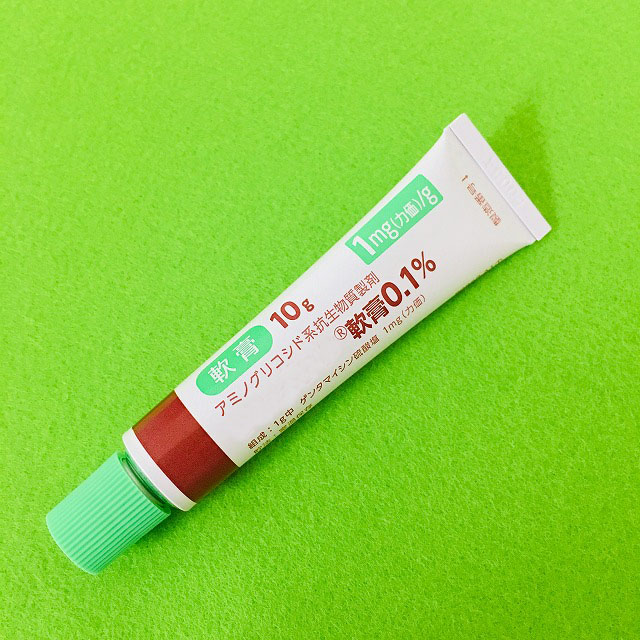 1mg(力価)/g
軟膏 10g
アミノグリコシド系抗生物質製剤
®軟膏0.1%
組成:1g中 ゲンタマイシン硫酸塩 1mg(力価)